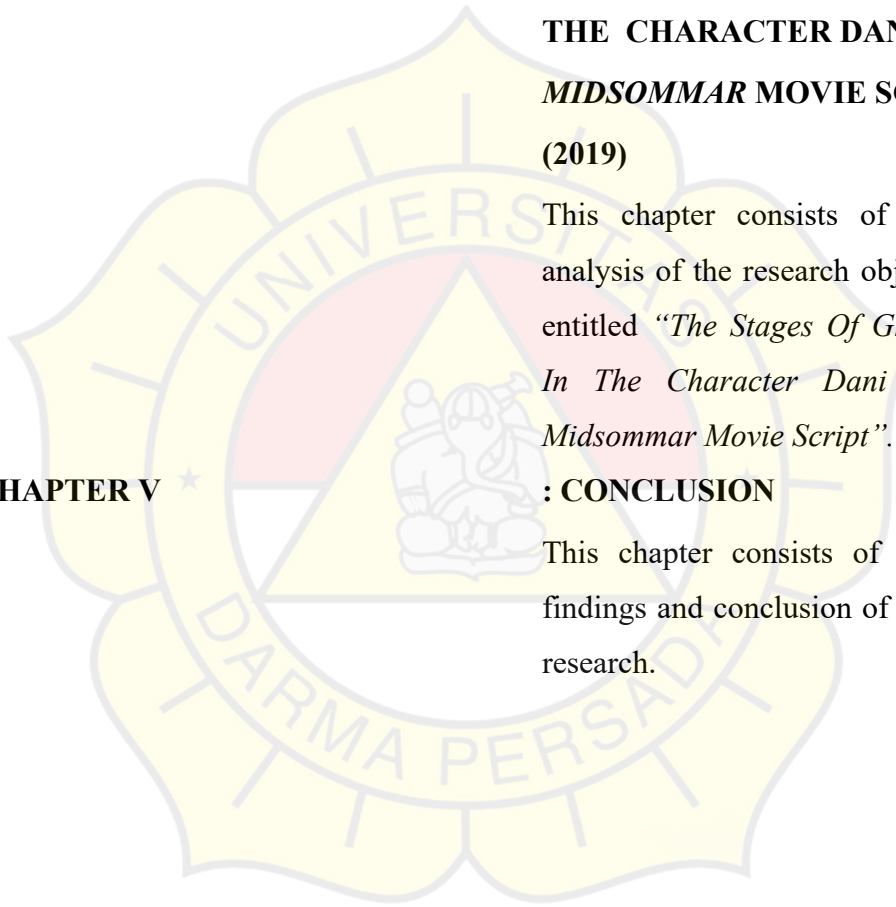 THE CHARACTER DAN
MIDSOMMAR MOVIE SC
(2019)
This chapter consists of
analysis of the research obj
entitled “The Stages Of G
In The Character Dani
Midsommar Movie Script”.
HAPTER V : CONCLUSION
This chapter consists of
findings and conclusion of
research.
UNIVERSITAS
DARMA PERSADA